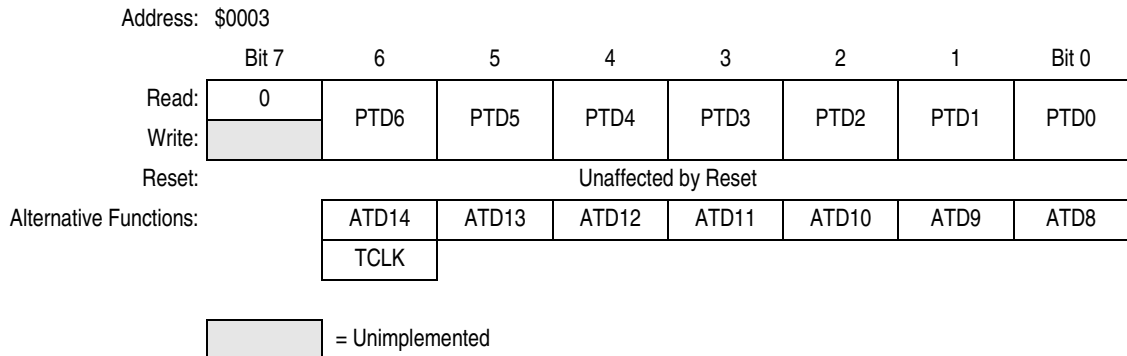 Address: $0003
Bit 7 6 5 4 3 2 1 Bit 0
Read: 0 PTD6 PTD5 PTD4 PTD3 PTD2 PTD1 PTD0
Write:
Reset: Unaffected by Reset
Alternative Functions: ATD14 ATD13 ATD12 ATD11 ATD10 ATD9 ATD8
TCLK
= Unimplemented